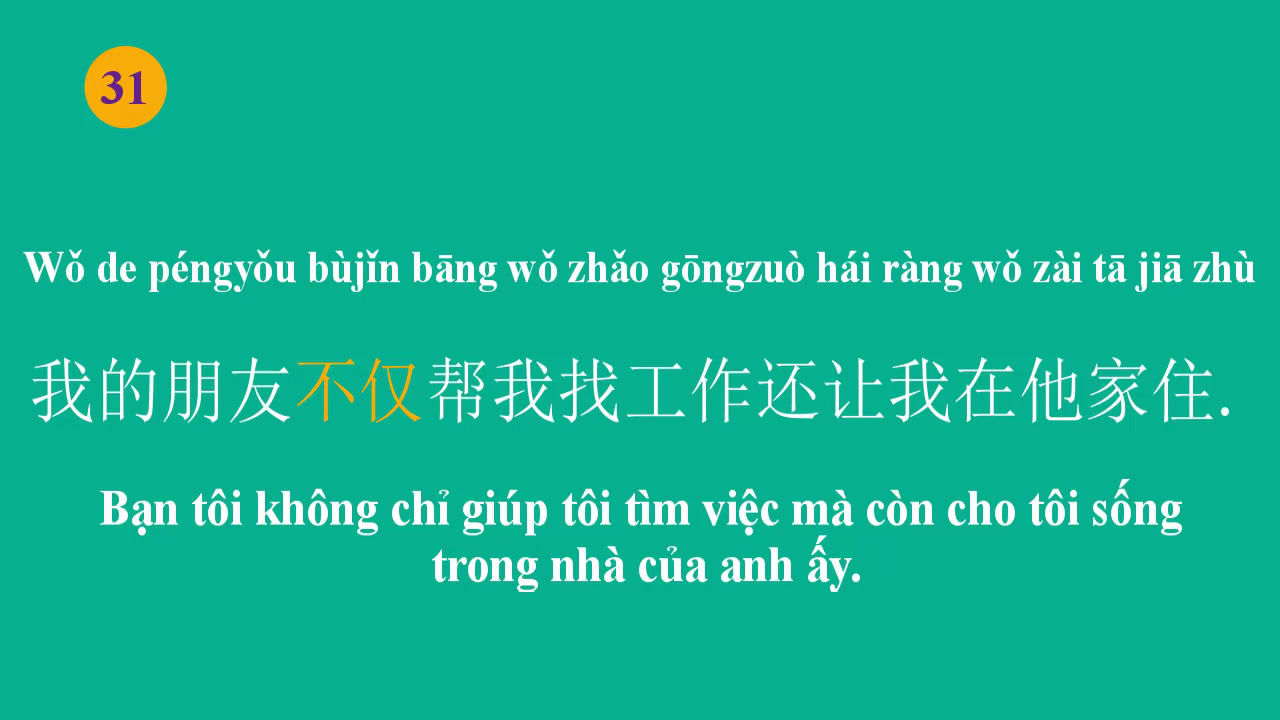 31
Wǒ de péngyǒu bùjǐn bāng wǒ zhǎo gōngzuò hái ràng wǒ zài tā jiā zhù
我的朋友不仅帮我找工作还让我在他家住.
Bạn tôi không chỉ giúp tôi tìm việc mà còn cho tôi sống
trong nhà của anh ấy.